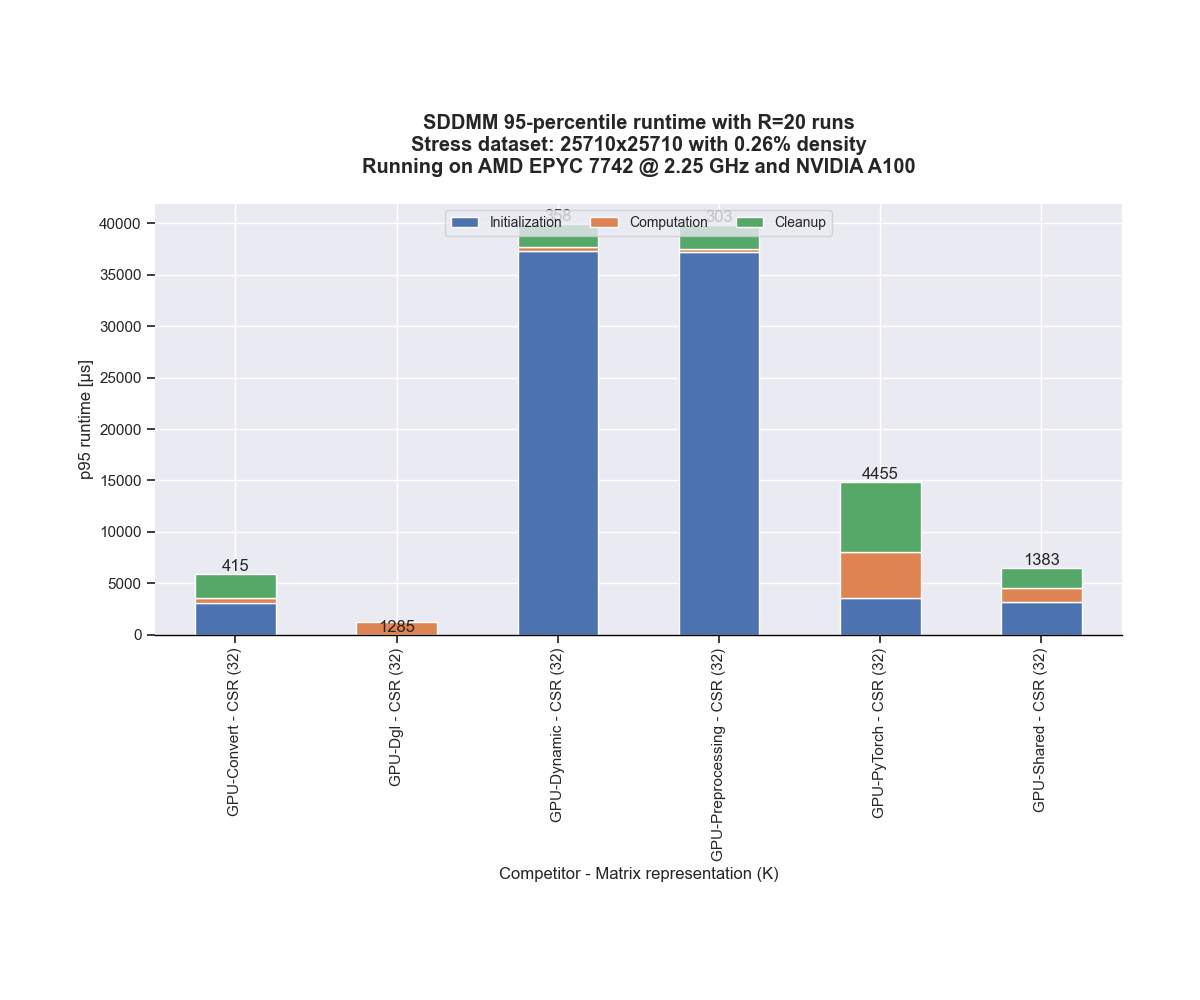 SDDMM 95-percentile runtime with R=20 runs
Stress dataset: 25710x25710 with 0.26% density
Running on AMD EPYC 7742 @ 2.25 GHz and NVIDIA A100
358 303
Initialization Computation Cleanup
40000
35000
30000
25000
20000
15000
10000
5000
0
p95 runtime [µs]
415
1285
4455
1383
GPU-Convert - CSR (32)
GPU-Dgl - CSR (32)
GPU-Dynamic - CSR (32)
GPU-Preprocessing - CSR (32)
GPU-PyTorch - CSR (32)
GPU-Shared - CSR (32)
Competitor - Matrix representation (K)